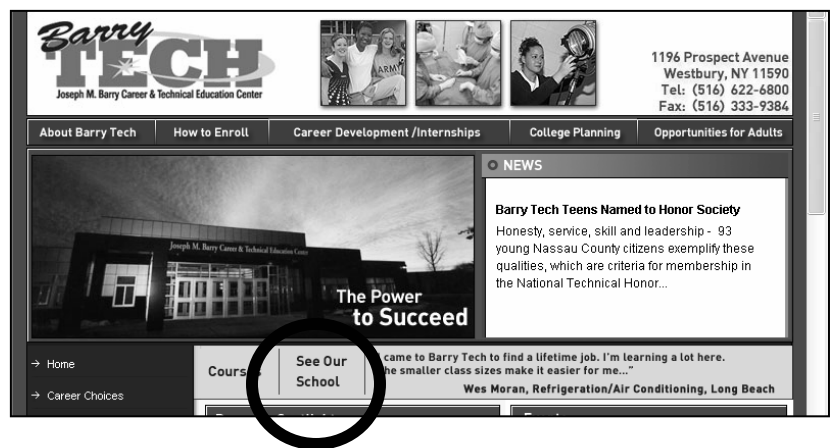 Barry
TECH
Joseph M. Barry Career & Technical Education Center
ARMY
1196 Prospect Avenue
Westbury, NY 11590
Tel: (516) 622-6800
Fax: (516) 333-9384
About Barry Tech
How to Enroll
Career Development /Internships
College Planning
Opportunities for Adults
Joseph M. Barry Career & Technical Education Center
The Power
to Succeed
NEWS
Barry Tech Teens Named to Honor Society
Honesty, service, skill and leadership - 93
young Nassau County citizens exemplify these
qualities, which are criteria for membership in
the National Technical Honor...
→ Home
→ Career Choices
See Our
School
came to Barry Tech to find a lifetime job. I'm learning a lot here.
smaller class sizes make it easier for me..."
Wes Moran, Refrigeration/Air Conditioning, Long Beach